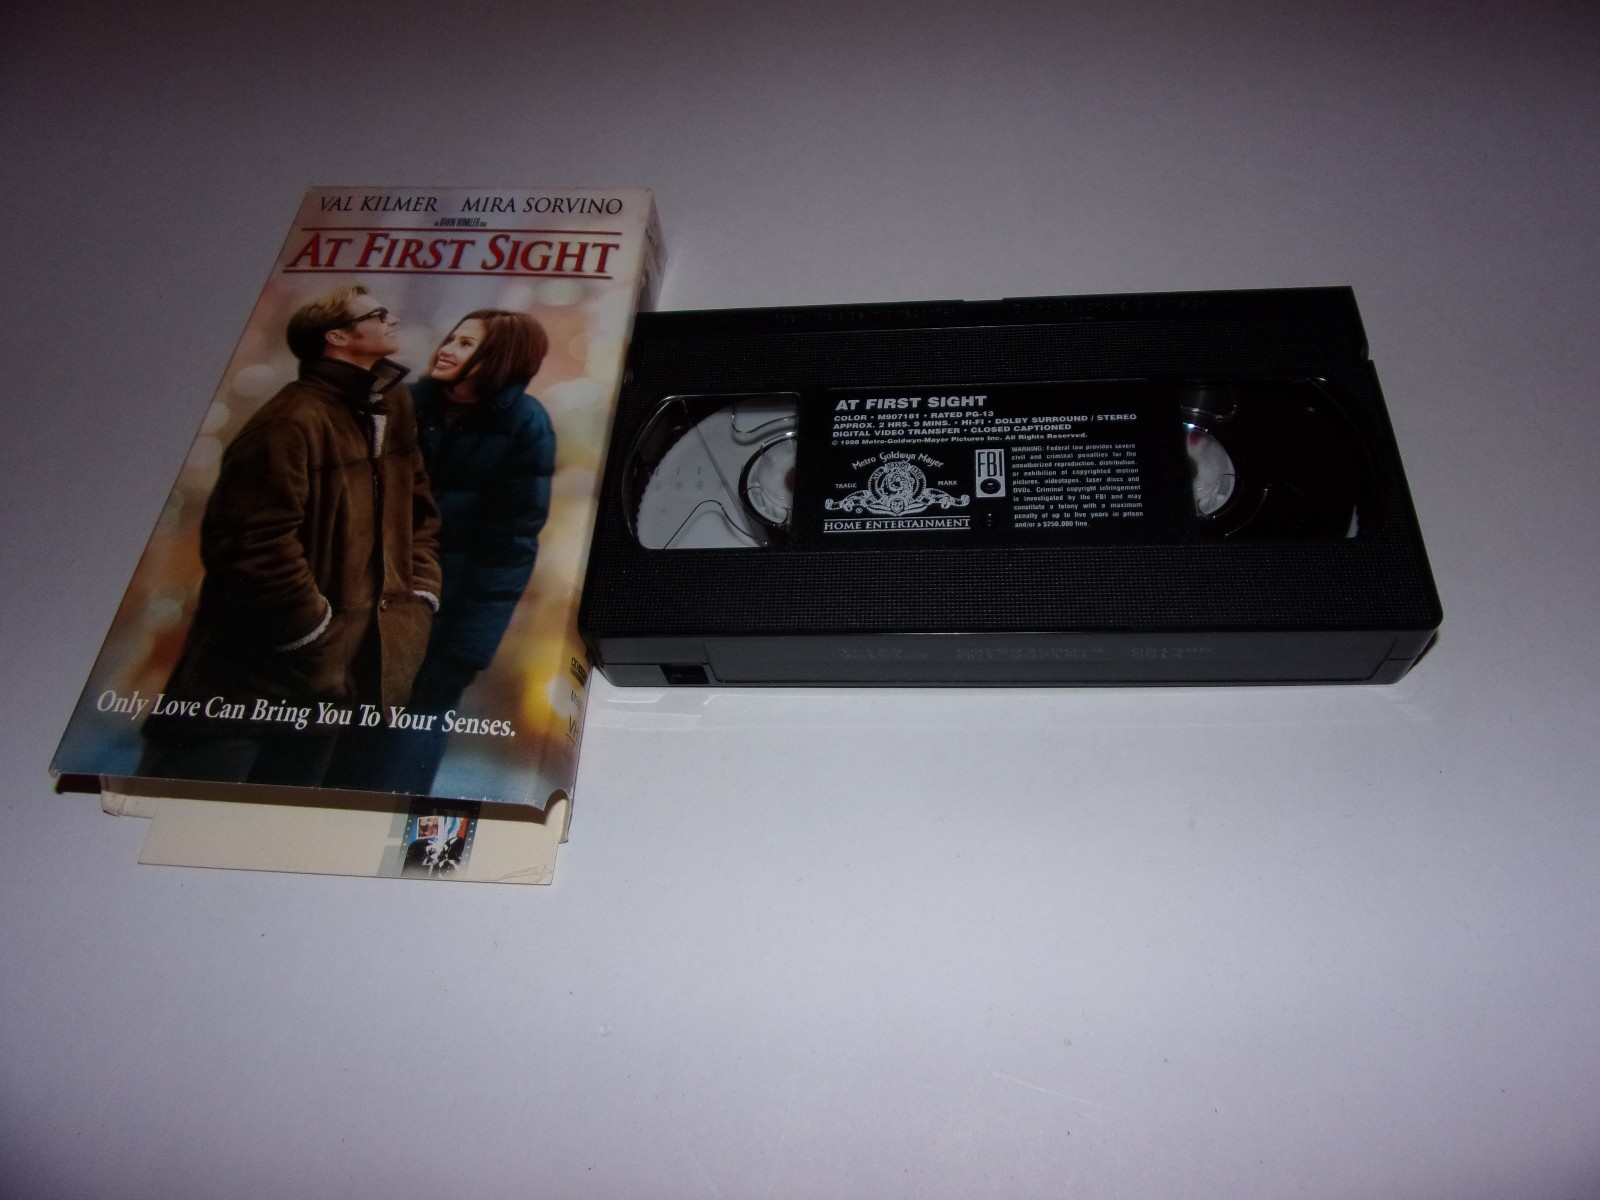 VAL KILMER MIRA SORVINO
AN IRWIN WINKLER FILM
AT FIRST SIGHT
Only Love Can Bring You To Your Senses.
AT FIRST SIGHT
COLOR • M907181 • RATED PG-13
APPROX. 2 HRS. 9 MINS. • HI-FI • DOLBY SURROUND / STEREO
DIGITAL VIDEO TRANSFER • CLOSED CAPTIONED
© 1998 Metro-Goldwyn-Mayer Pictures Inc. All Rights Reserved.
Metro Goldwyn Mayer
TRADE MARK
HOME ENTERTAINMENT
FBI
WARNING: Federal law provides severe
civil and criminal penalties for the
unauthorized reproduction, distribution,
or exhibition of copyrighted motion
pictures, videotapes, laser discs and
DVDs. Criminal copyright infringement
is investigated by the FBI and may
constitute a felony with a maximum
penalty of up to five years in prison
and/or a $250,000 fine.